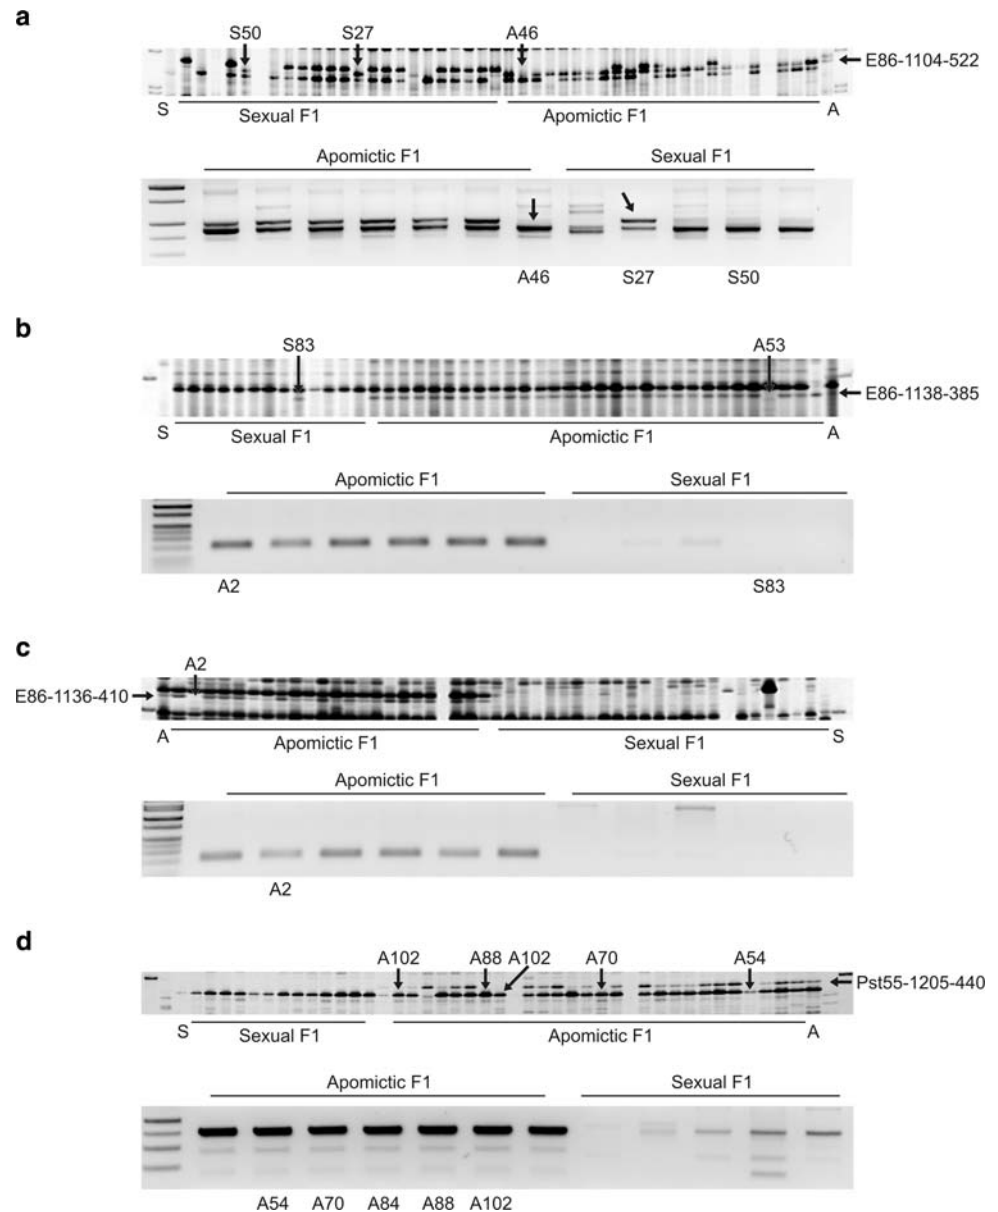 a
S50 S27 A46
E86-1104-522
S Sexual F1 Apomictic F1 A
Apomictic F1 Sexual F1
A46 S27 S50
b
S83 A53
E86-1138-385
S Sexual F1 Apomictic F1 A
Apomictic F1 Sexual F1
A2 S83
c
A2
E86-1136-410
A Apomictic F1 Sexual F1 S
Apomictic F1 Sexual F1
A2
d
A102 A88 A102 A70 A54
Pst55-1205-440
S Sexual F1 Apomictic F1 A
Apomictic F1 Sexual F1
A54 A70 A84 A88 A102